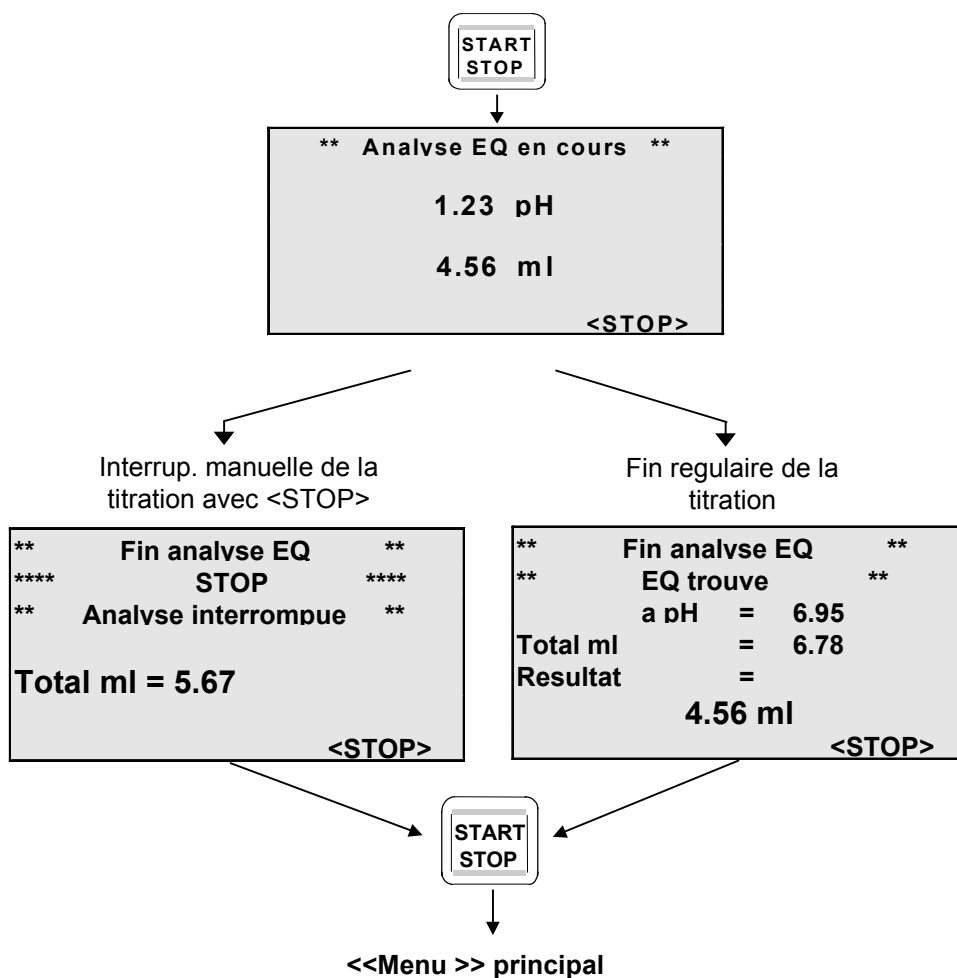 START
STOP
** Analyse EQ en cours **
1.23 pH
4.56 ml
<STOP>
Interrup. manuelle de la
titration avec <STOP>
** Fin analyse EQ **
**** STOP ****
** Analyse interrompue **
Total ml = 5.67
<STOP>
Fin reguliaire de la
titration
** Fin analyse EQ **
** EQ trouve **
a pH = 6.95
Total ml = 6.78
Resultat =
4.56 ml
<STOP>
START
STOP
<<Menu >> principal